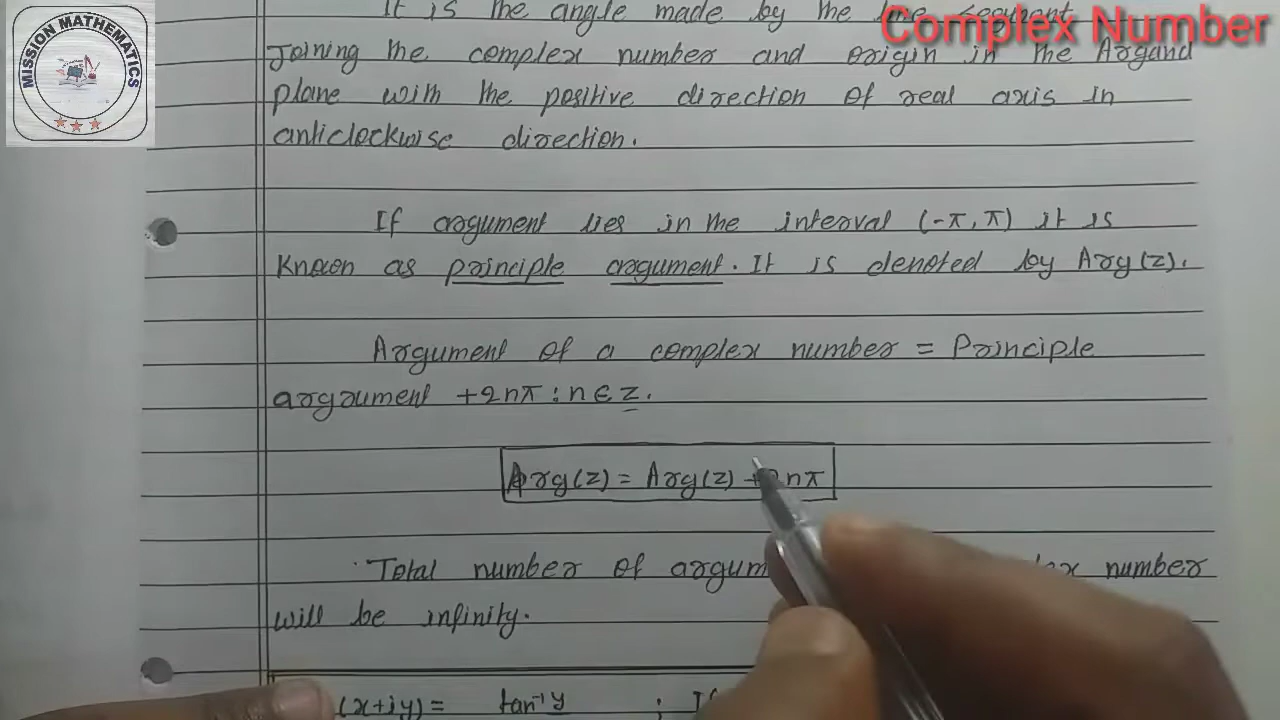 MISSION MATHEMATICS
Complex Number
It is the angle made by the line segment
Joining the complex number and origin in the Argand
plane with the positive direction of real axis in
anticlockwise direction.
If argument lies in the interval (-π, π) it is
known as principle argument. It is denoted by Arg(z).
Argument of a complex number = Principle
argrument +2nπ : n ∈ z.
Arg(z) = Arg(z) + 2nπ
Total number of argum number
will be infinity.
(x+iy) = tan⁻¹ y ;